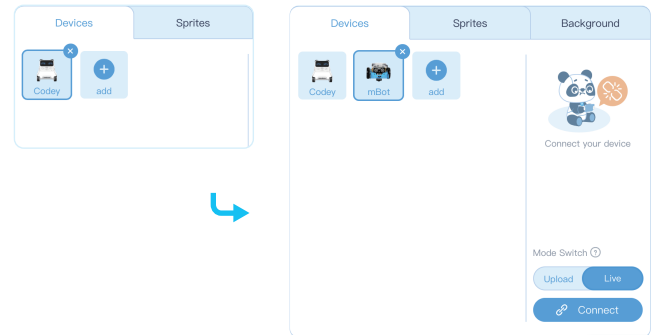 Devices
Sprites
Codey
add
Devices
Sprites
Background
Codey
mBot
add
Connect your device
Mode Switch ?
Upload
Live
Connect